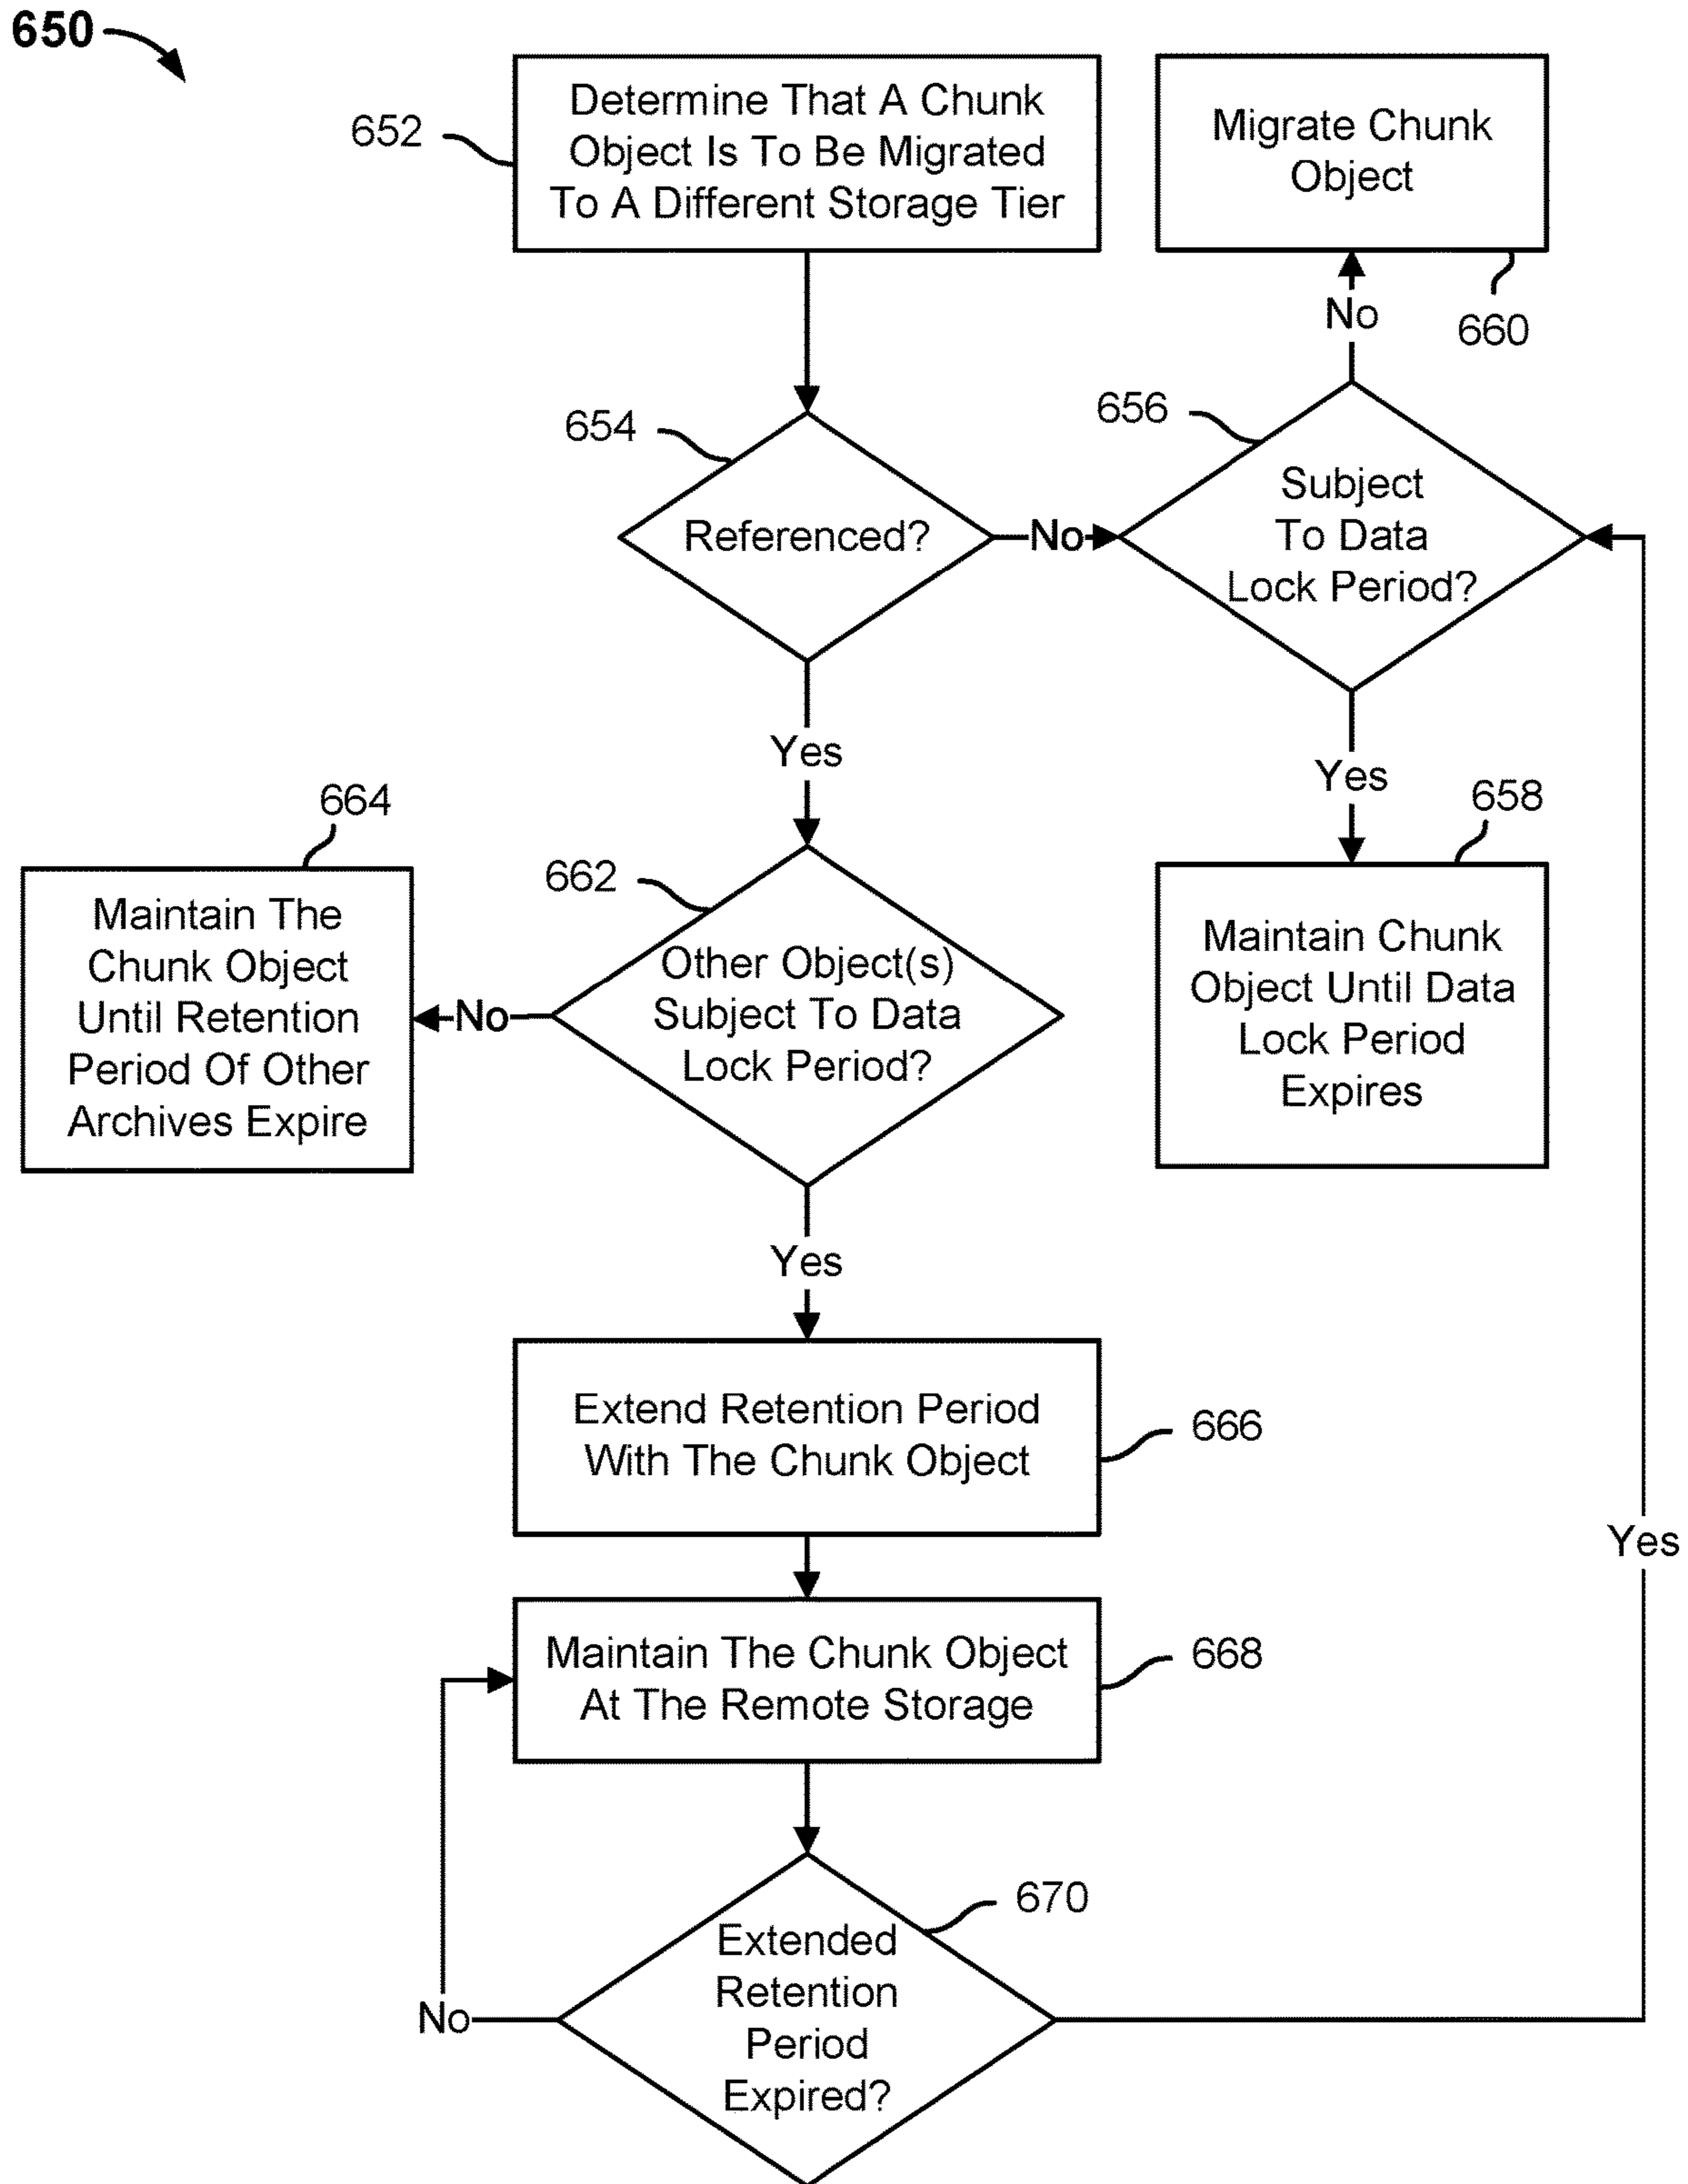 650
652
Determine That A Chunk
Object Is To Be Migrated
To A Different Storage Tier
Migrate Chunk
Object
660
No
654
Referenced?
No
656
Subject
To Data
Lock Period?
Yes
Yes
658
Maintain Chunk
Object Until Data
Lock Period
Expires
664
Maintain The
Chunk Object
Until Retention
Period Of Other
Archives Expire
No
662
Other Object(s)
Subject To Data
Lock Period?
Yes
Extend Retention Period
With The Chunk Object
666
Yes
Maintain The Chunk Object
At The Remote Storage
668
670
Extended
Retention
Period
Expired?
No